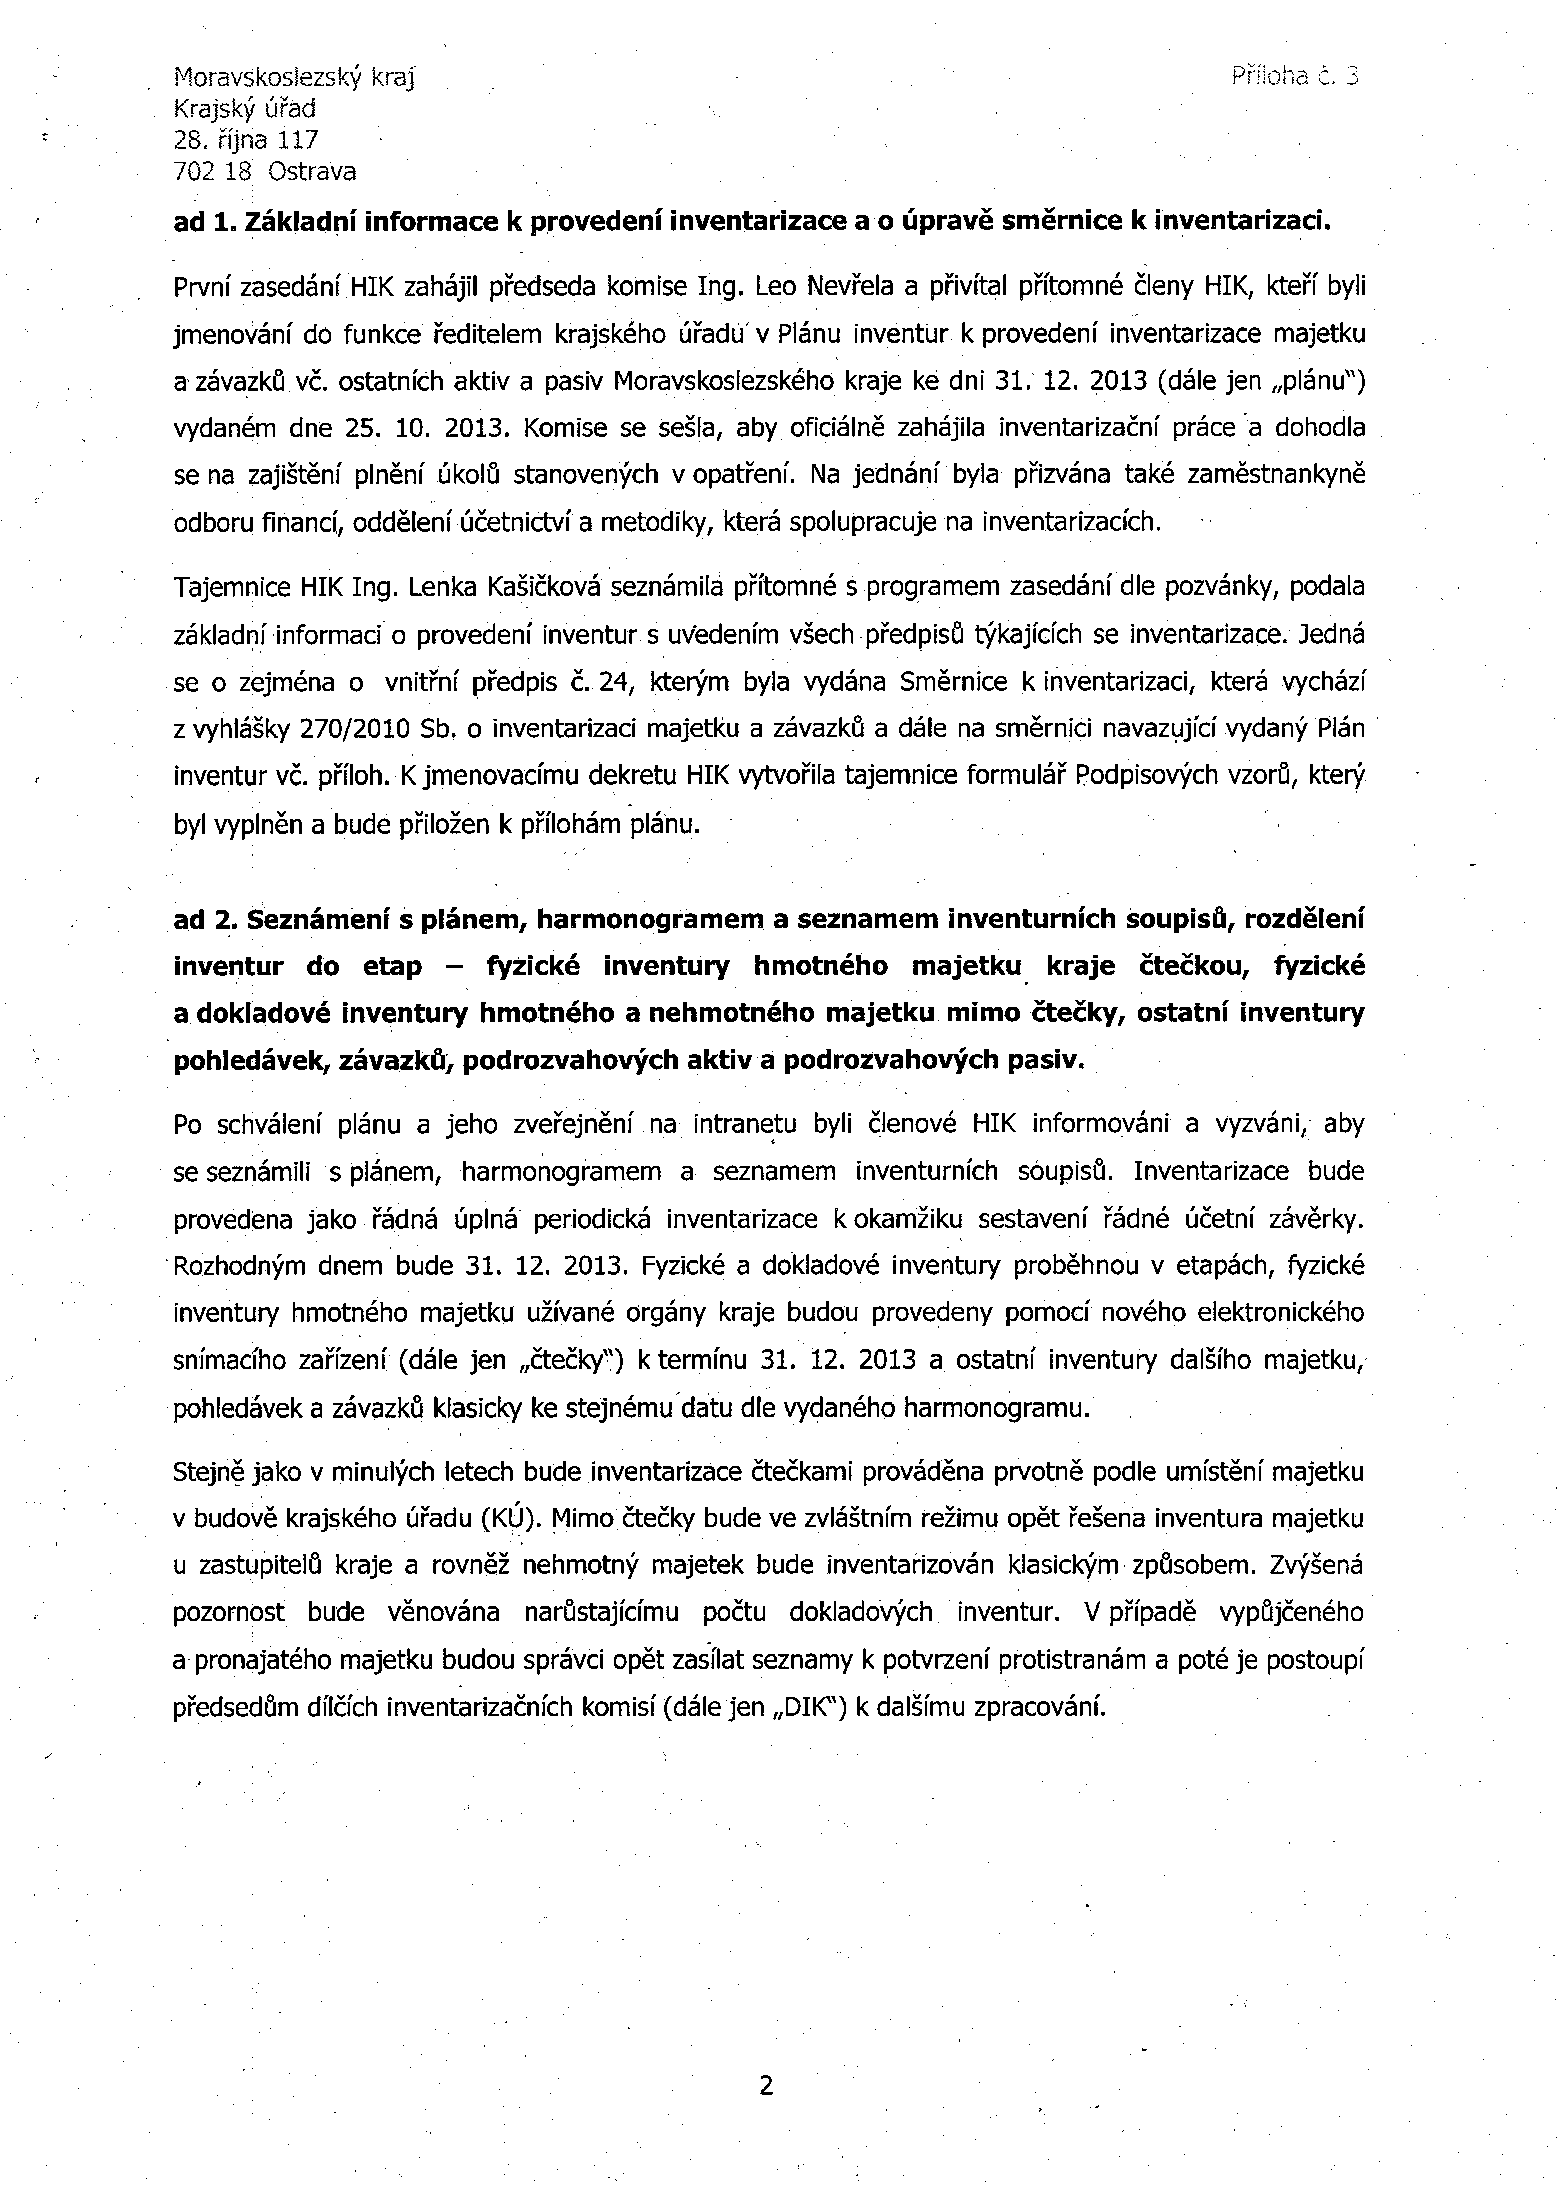 Moravskoslezský kraj
Příloha č. 3
Krajský úřad
28. října 117
702 18 Ostrava
ad 1. Základní informace k provedení inventarizace a o úpravě směrnice k inventarizaci.
První zasedání HIK zahájil předseda komise Ing. Leo Nevřela a přivítal přítomné členy HIK, kteří byli
jmenování do funkce ředitelem krajského úřadu v Plánu inventur k provedení inventarizace majetku
a závazků vč. ostatních aktiv a pasiv Moravskoslezského kraje ke dni 31. 12. 2013 (dále jen „plánu")
vydaném dne 25. 10. 2013. Komise se sešla, aby oficiálně zahájila inventarizační práce a dohodla
se na zajištění plnění úkolů stanovených v opatření. Na jednání byla přizvána také zaměstnankyně
odboru financí, oddělení účetnictví a metodiky, která spolupracuje na inventarizacích.
Tajemnice HIK Ing. Lenka Kašičková seznámila přítomné s programem zasedání dle pozvánky, podala
základní informaci o provedení inventur s uvedením všech předpisů týkajících se inventarizace. Jedná
se o zejména o vnitřní předpis č. 24, kterým byla vydána Směrnice k inventarizaci, která vychází
z vyhlášky 270/2010 Sb. o inventarizaci majetku a závazků a dále na směrnici navazující vydaný Plán
inventur vč. příloh. K jmenovacímu dekretu HIK vytvořila tajemnice formulář Podpisových vzorů, který
byl vyplněn a bude přiložen k přílohám plánu.
ad 2. Seznámení s plánem, harmonogramem a seznamem inventurních soupisů, rozdělení
inventur do etap – fyzické inventury hmotného majetku kraje čtečkou, fyzické
a dokladové inventury hmotného a nehmotného majetku mimo čtečky, ostatní inventury
pohledávek, závazků, podrozvahových aktiv a podrozvahových pasiv.
Po schválení plánu a jeho zveřejnění na intranetu byli členové HIK informováni a vyzváni, aby
se seznámili s plánem, harmonogramem a seznamem inventurních soupisů. Inventarizace bude
provedena jako řádná úplná periodická inventarizace k okamžiku sestavení řádné účetní závěrky.
Rozhodným dnem bude 31. 12. 2013. Fyzické a dokladové inventury proběhnou v etapách, fyzické
inventury hmotného majetku užívané orgány kraje budou provedeny pomocí nového elektronického
snímacího zařízení (dále jen „čtečky") k termínu 31. 12. 2013 a ostatní inventury dalšího majetku,
pohledávek a závazků klasicky ke stejnému datu dle vydaného harmonogramu.
Stejně jako v minulých letech bude inventarizace čtečkami prováděna prvotně podle umístění majetku
v budově krajského úřadu (KÚ). Mimo čtečky bude ve zvláštním režimu opět řešena inventura majetku
u zastupitelů kraje a rovněž nehmotný majetek bude inventarizován klasickým způsobem. Zvýšená
pozornost bude věnována narůstajícímu počtu dokladových inventur. V případě vypůjčeného
a pronajatého majetku budou správci opět zasílat seznamy k potvrzení protistranám a poté je postoupí
předsedům dílčích inventarizačních komisí (dále jen „DIK") k dalšímu zpracování.
2